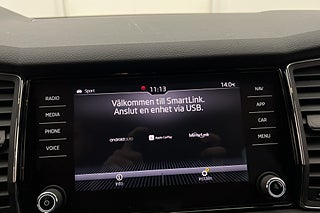 Sport 11:13 14.0°C
RADIO
MEDIA
PHONE
VOICE
Välkommen till SmartLink.
Anslut en enhet via USB.
androidauto Apple CarPlay MirrorLink
Info Inställn.
NAV
APP
CAR
MENU